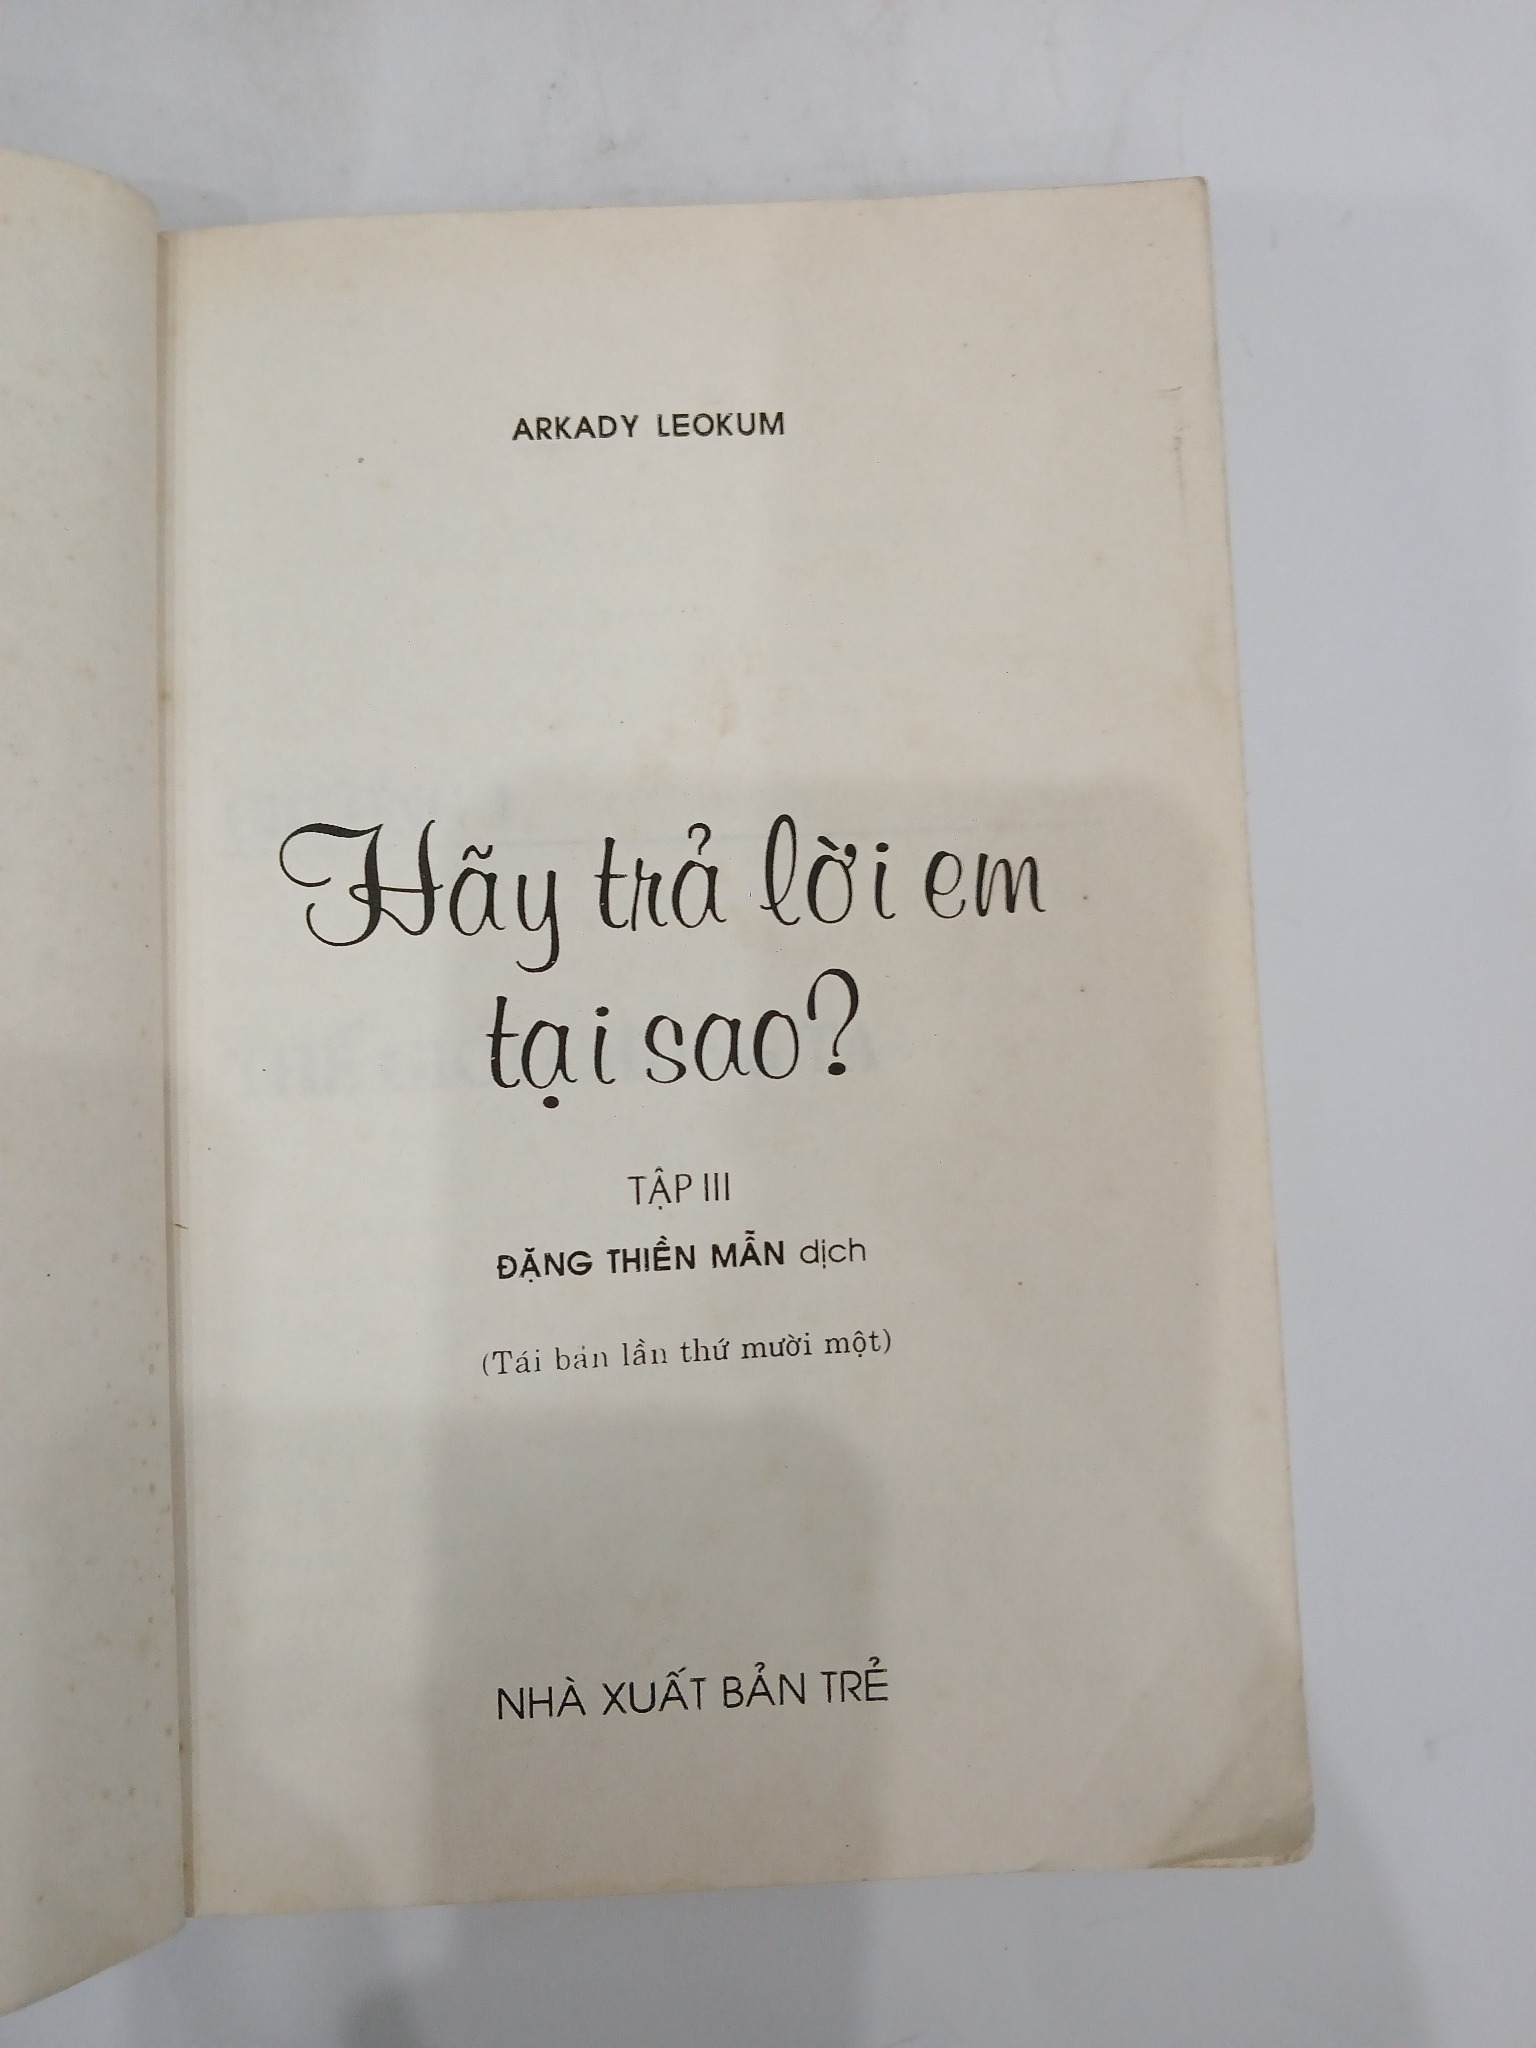 ARKADY LEOKUM
Hãy trả lời em
tại sao?
TẬP III
ĐẶNG THIỀN MẪN dịch
(Tái bản lần thứ mười một)
NHÀ XUẤT BẢN TRẺ